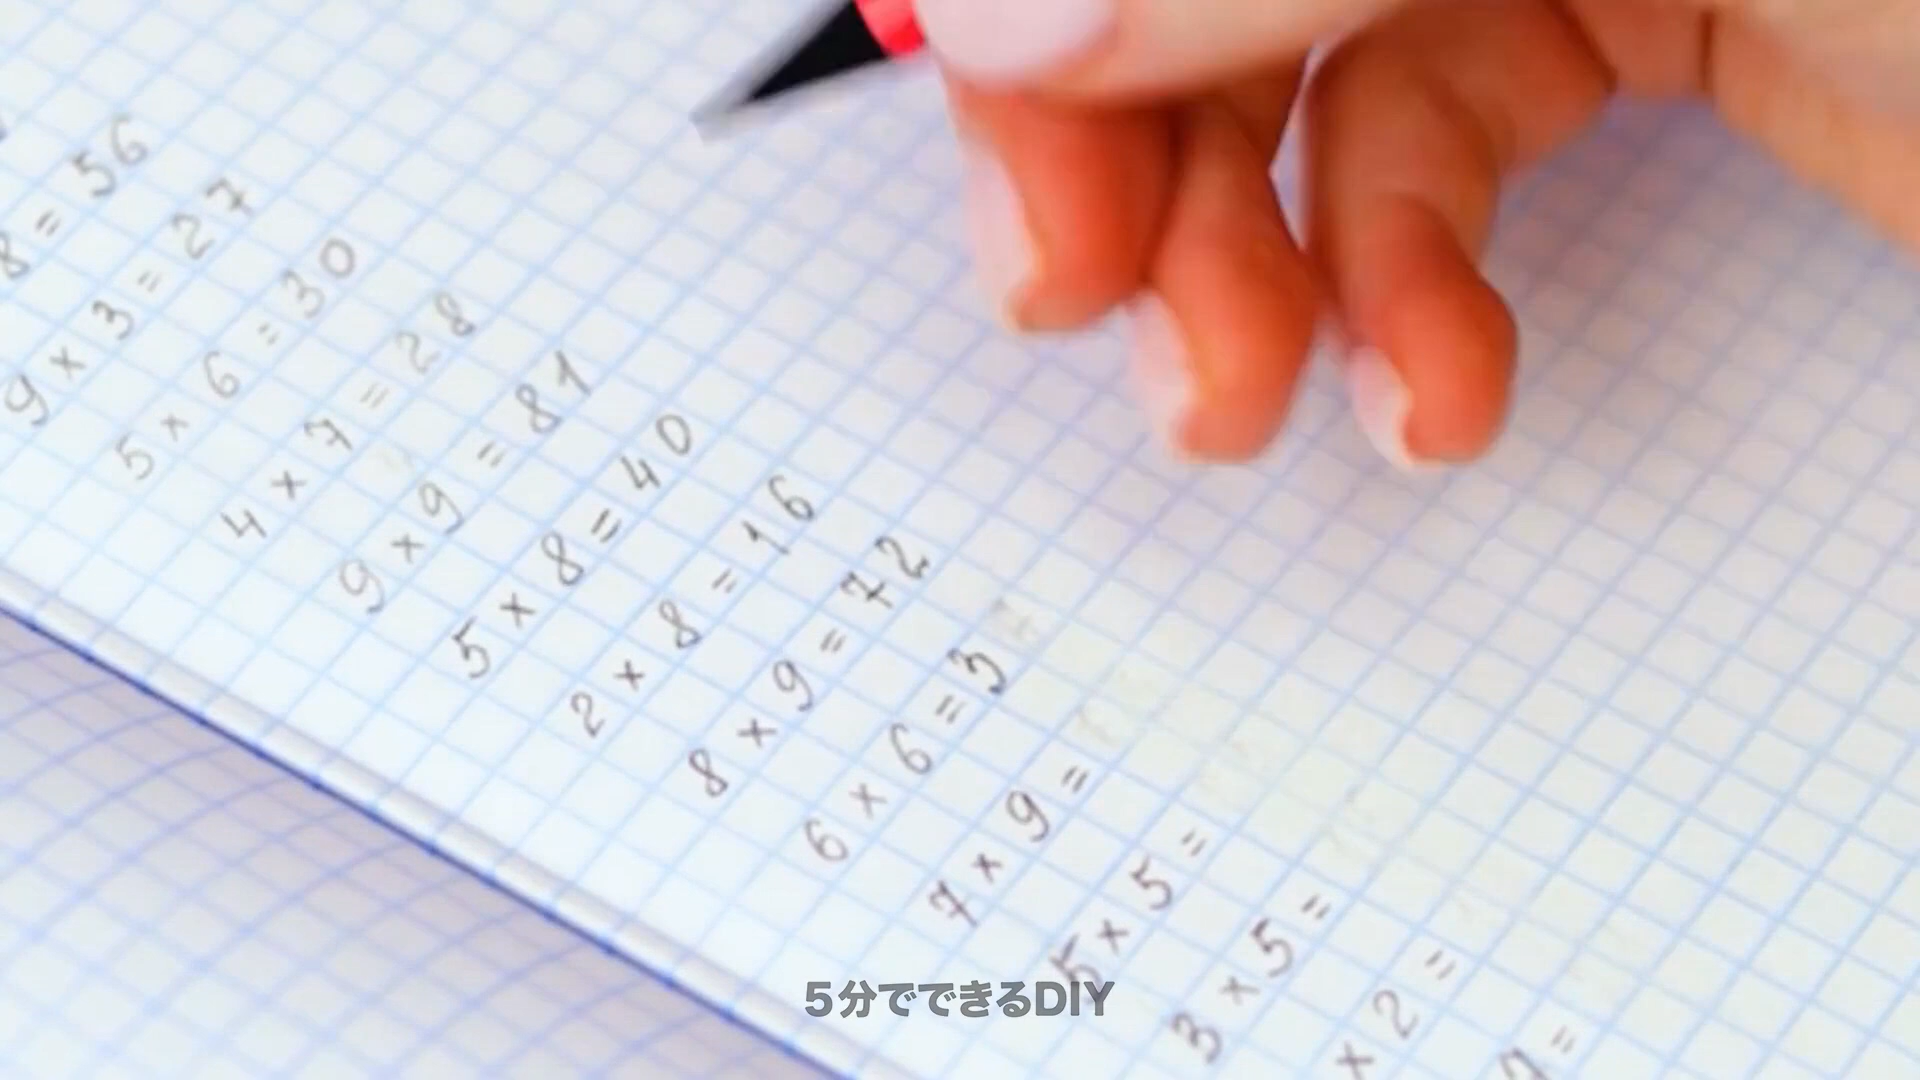 8 = 56
9 × 3 = 27
5 × 6 = 30
4 × 7 = 28
9 × 9 = 81
5 × 8 = 40
2 × 8 = 16
8 × 9 = 72
6 × 6 = 3
7 × 9 =
5 × 5 =
3 × 5 =
× 2 =
=
5分でできるDIY